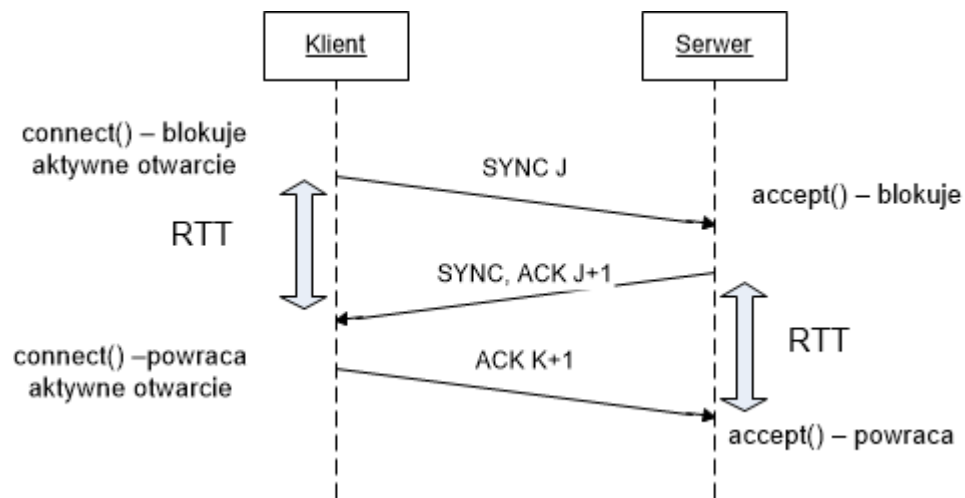 Klient
Serwer
connect() – blokuje
aktywne otwarcie
SYNC J
accept() – blokuje
RTT
SYNC, ACK J+1
RTT
connect() –powraca
aktywne otwarcie
ACK K+1
accept() – powraca